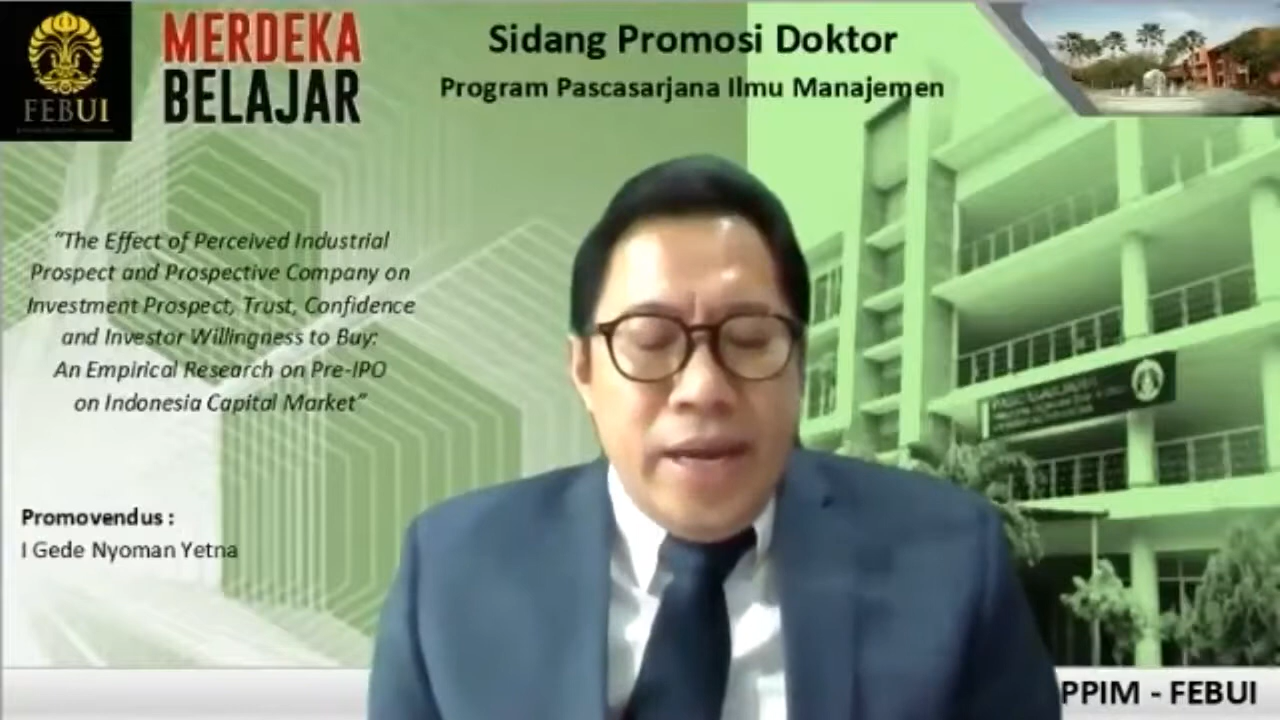 FEBUI
MERDEKA
BELAJAR
Sidang Promosi Doktor
Program Pascasarjana Ilmu Manajemen
“The Effect of Perceived Industrial
Prospect and Prospective Company on
Investment Prospect, Trust, Confidence
and Investor Willingness to Buy:
An Empirical Research on Pre-IPO
on Indonesia Capital Market”
Promovendus :
I Gede Nyoman Yetna
PPIM - FEBUI